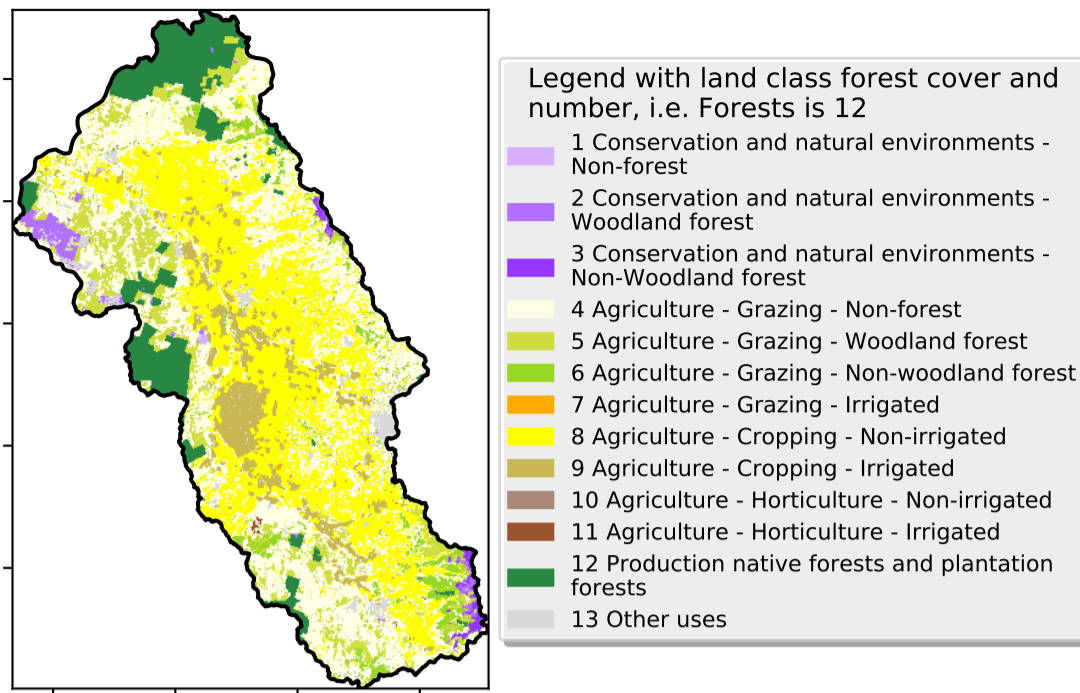 Legend with land class forest cover and
number, i.e. Forests is 12
1 Conservation and natural environments -
Non-forest
2 Conservation and natural environments -
Woodland forest
3 Conservation and natural environments -
Non-Woodland forest
4 Agriculture - Grazing - Non-forest
5 Agriculture - Grazing - Woodland forest
6 Agriculture - Grazing - Non-woodland forest
7 Agriculture - Grazing - Irrigated
8 Agriculture - Cropping - Non-irrigated
9 Agriculture - Cropping - Irrigated
10 Agriculture - Horticulture - Non-irrigated
11 Agriculture - Horticulture - Irrigated
12 Production native forests and plantation
forests
13 Other uses